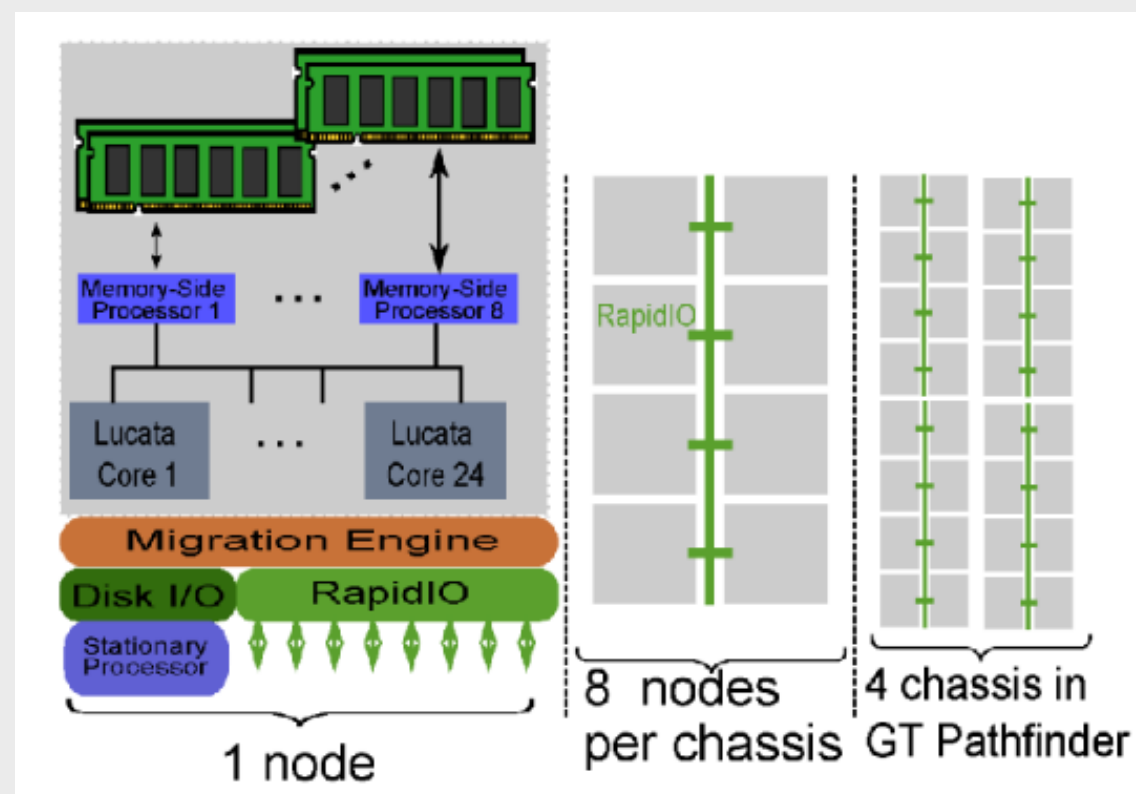 Memory-Side
Processor 1
...
Memory-Side
Processor 8
Lucata
Core 1
...
Lucata
Core 24
Migration Engine
Disk I/O
RapidIO
Stationary
Processor
1 node
RapidIO
8 nodes
per chassis
4 chassis in
GT Pathfinder